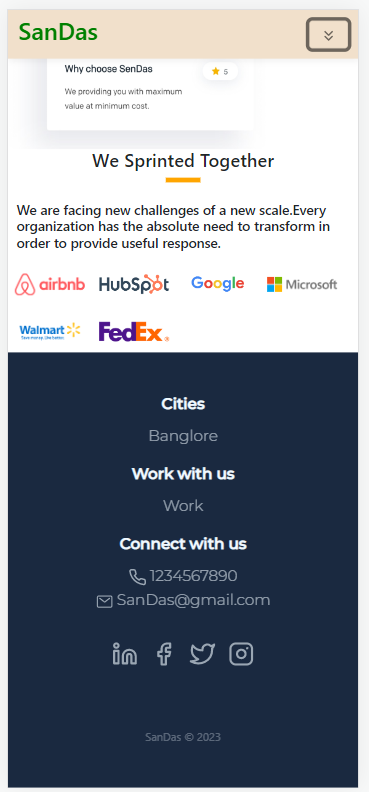 SanDas
Why choose SenDas
5
We providing you with maximum
value at minimum cost.
We Sprinted Together
We are facing new challenges of a new scale.Every
organization has the absolute need to transform in
order to provide useful response.
airbnb HubSpot Google Microsoft
Walmart FedEx
Save money. Live better.
Cities
Banglore
Work with us
Work
Connect with us
1234567890
SanDas@gmail.com
SanDas © 2023